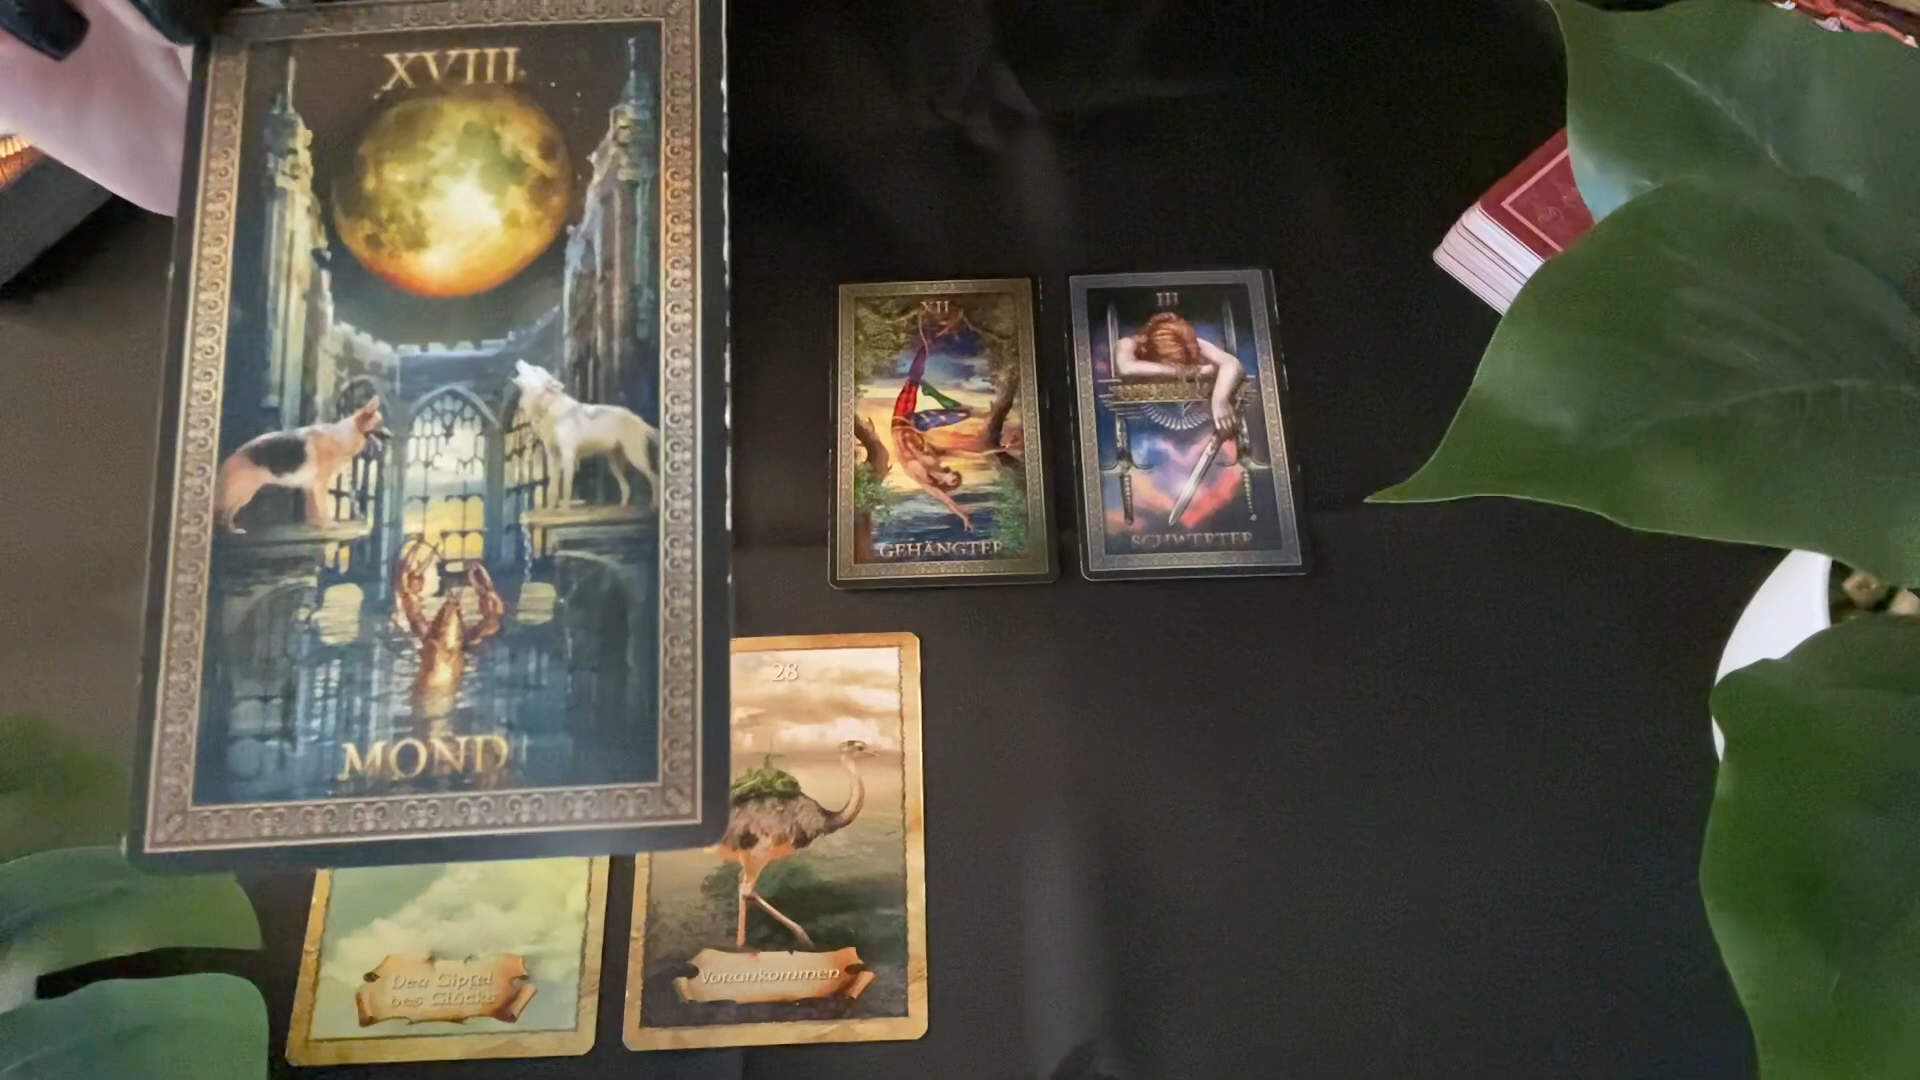 XVIII
MOND
XII
GEHÄNGTER
III
SCHWERTER
Der Gipfel
des Glücks
28
Vorankommen